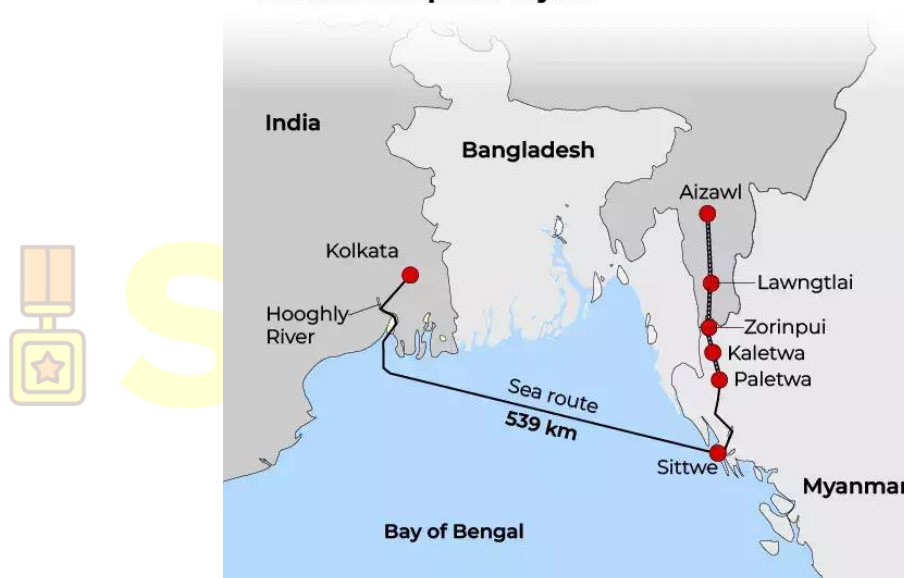 India
Bangladesh
Aizawl
Kolkata
Lawngtlai
Hooghly
River
Zorinpui
Kaletwa
Paletwa
Sea route
539 km
Sittwe
Myanmar
Bay of Bengal
S